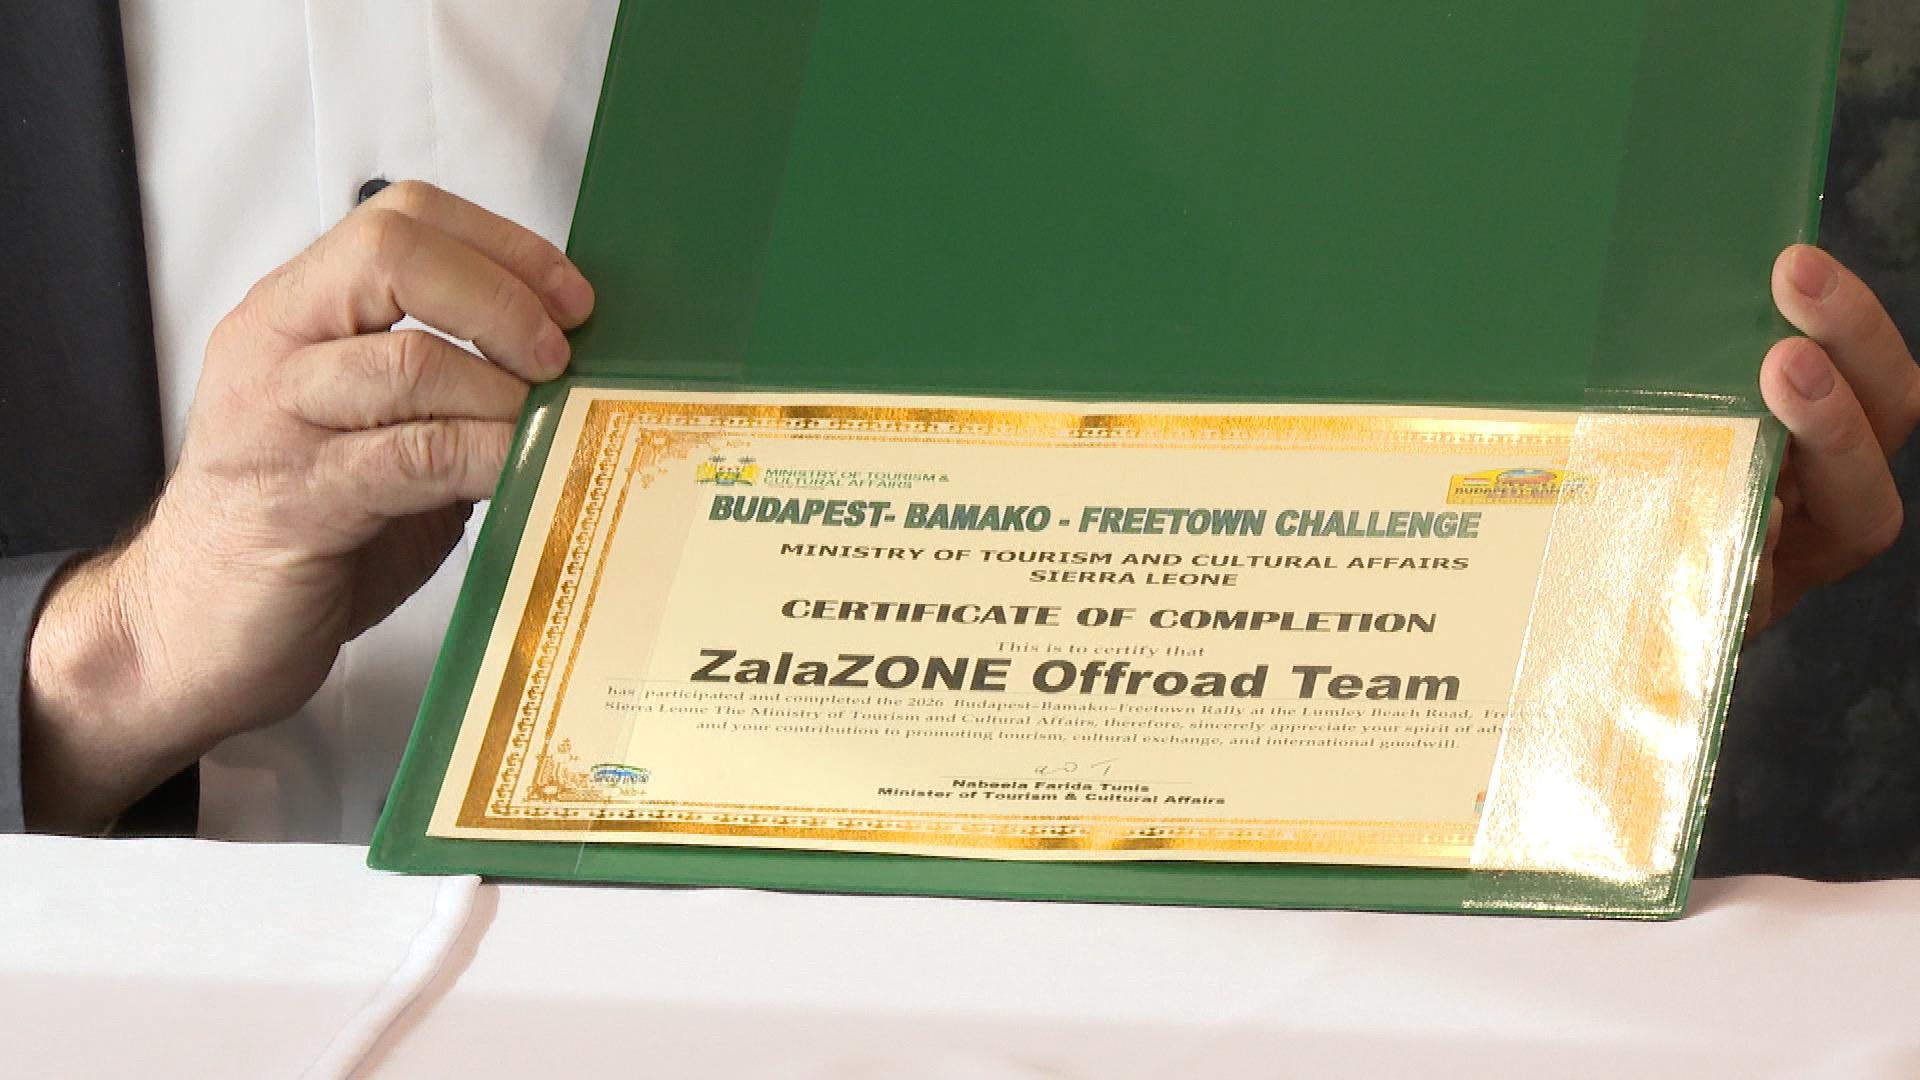 MINISTRY OF TOURISM &
CULTURAL AFFAIRS
BUDAPEST-BAMAKO
BUDAPEST- BAMAKO - FREETOWN CHALLENGE
MINISTRY OF TOURISM AND CULTURAL AFFAIRS
SIERRA LEONE
CERTIFICATE OF COMPLETION
This is to certify that
ZalaZONE Offroad Team
has participated and completed the 2026 Budapest-Bamako-Freetown Rally at the Lumley Beach Road,
Sierra Leone The Ministry of Tourism and Cultural Affairs, therefore, sincerely appreciate your spirit of
and your contribution to promoting tourism, cultural exchange, and international goodwill.
Nabeela Farida Tunis
Minister of Tourism & Cultural Affairs